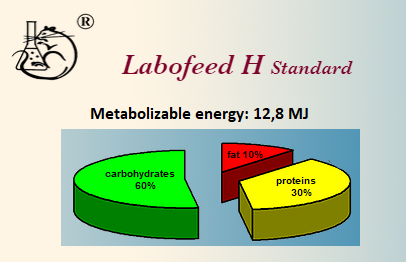 ®
Labofeed H Standard
Metabolizable energy: 12,8 MJ
fat 10%
carbohydrates
60%
proteins
30%